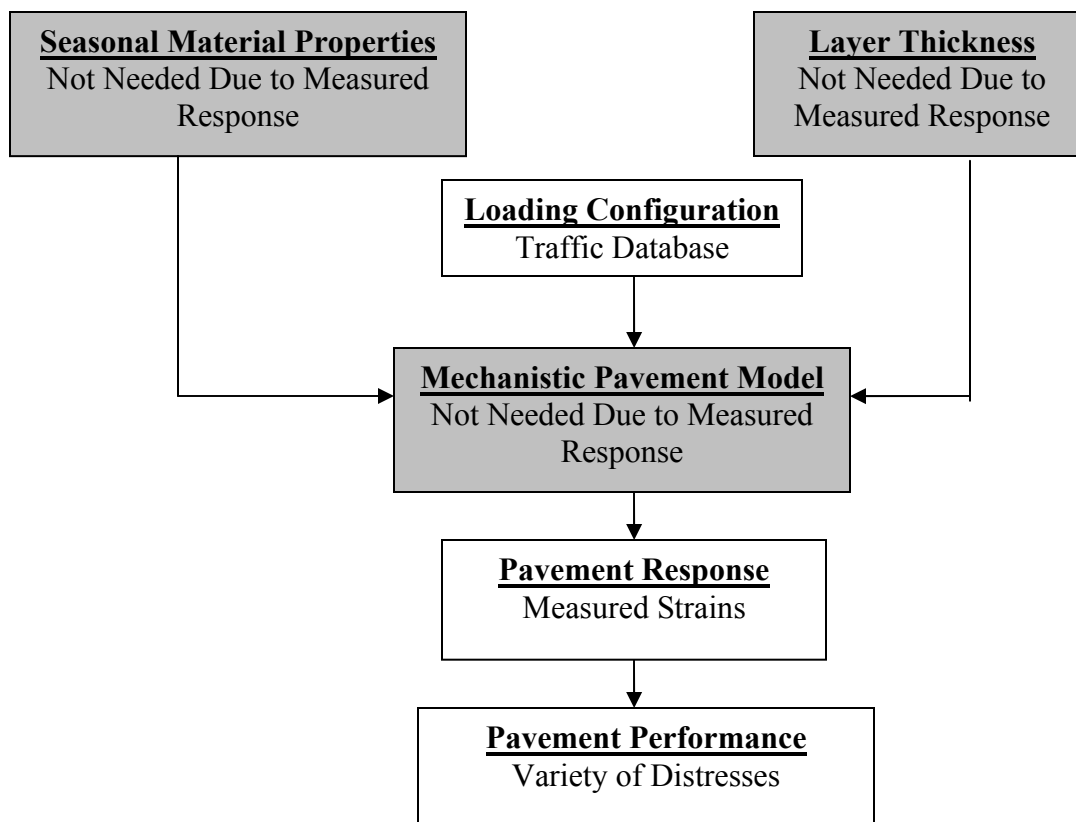 Seasonal Material Properties
Not Needed Due to Measured
Response
Layer Thickness
Not Needed Due to
Measured Response
Loading Configuration
Traffic Database
Mechanistic Pavement Model
Not Needed Due to Measured
Response
Pavement Response
Measured Strains
Pavement Performance
Variety of Distresses